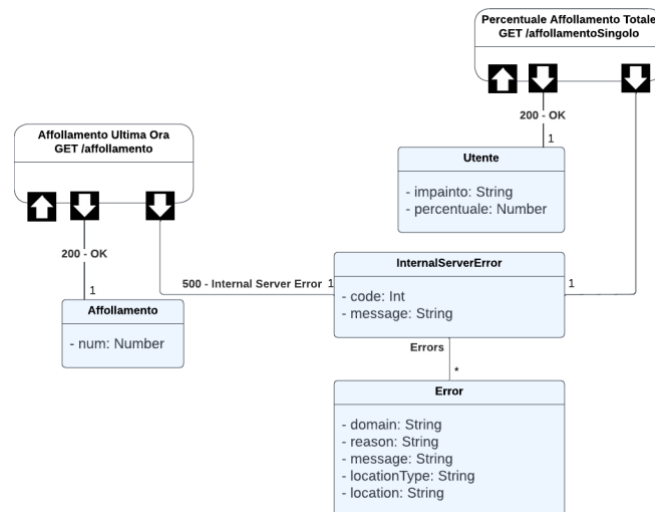 Percentuale Affollamento Totale
GET /affollamentoSingolo
200 - OK
1
Utente
- impainto: String
- percentuale: Number
Affollamento Ultima Ora
GET /affollamento
200 - OK
1
Affollamento
- num: Number
500 - Internal Server Error
1
InternalServerError
- code: Int
- message: String
1
Errors
*
Error
- domain: String
- reason: String
- message: String
- locationType: String
- location: String